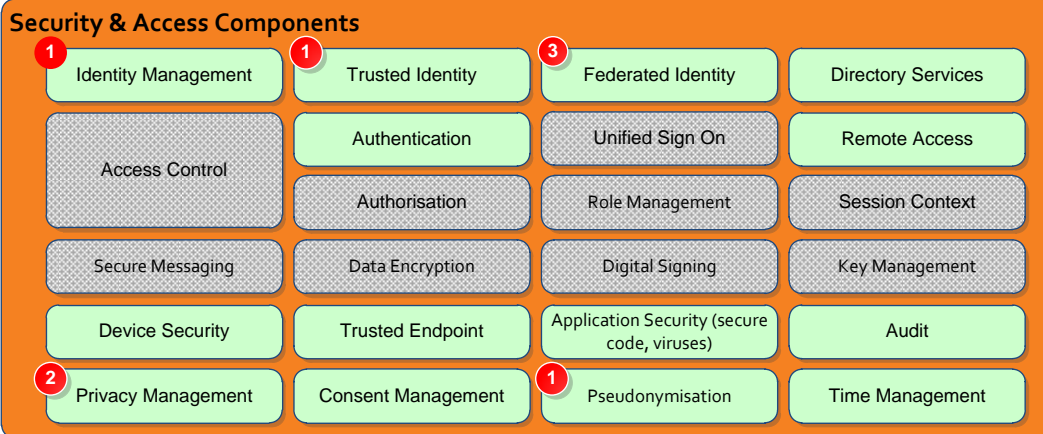 Security & Access Components
1
Identity Management
1
Trusted Identity
3
Federated Identity
Directory Services
Access Control
Authentication
Unified Sign On
Remote Access
Authorisation
Role Management
Session Context
Secure Messaging
Data Encryption
Digital Signing
Key Management
Device Security
Trusted Endpoint
Application Security (secure
code, viruses)
Audit
2
Privacy Management
Consent Management
1
Pseudonymisation
Time Management